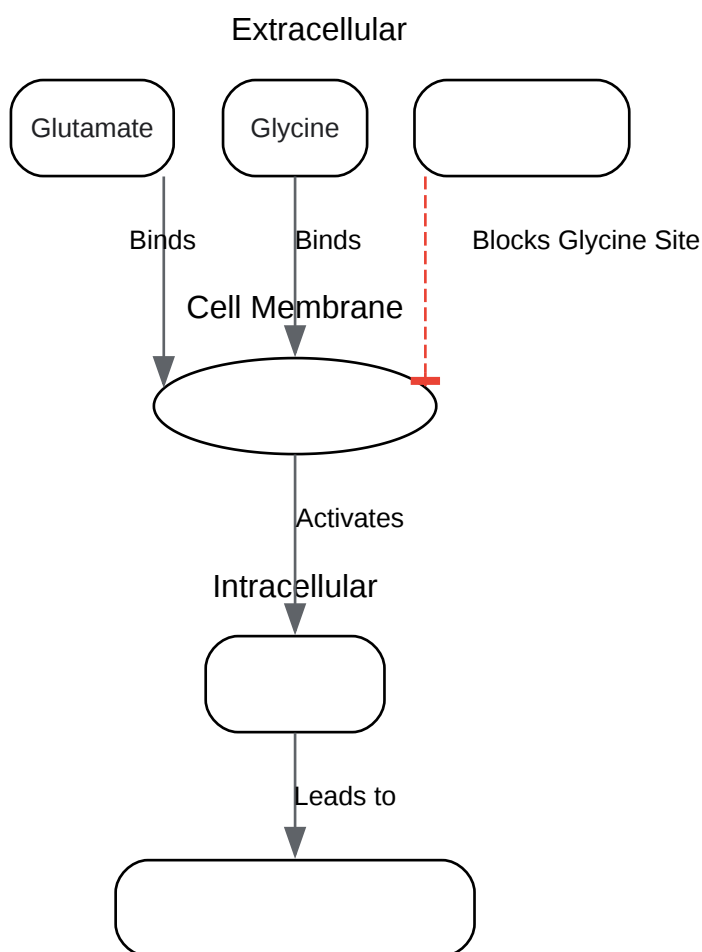 Extracellular
Glutamate
Glycine
Binds
Binds
Blocks Glycine Site
Cell Membrane
Activates
Intracellular
Leads to